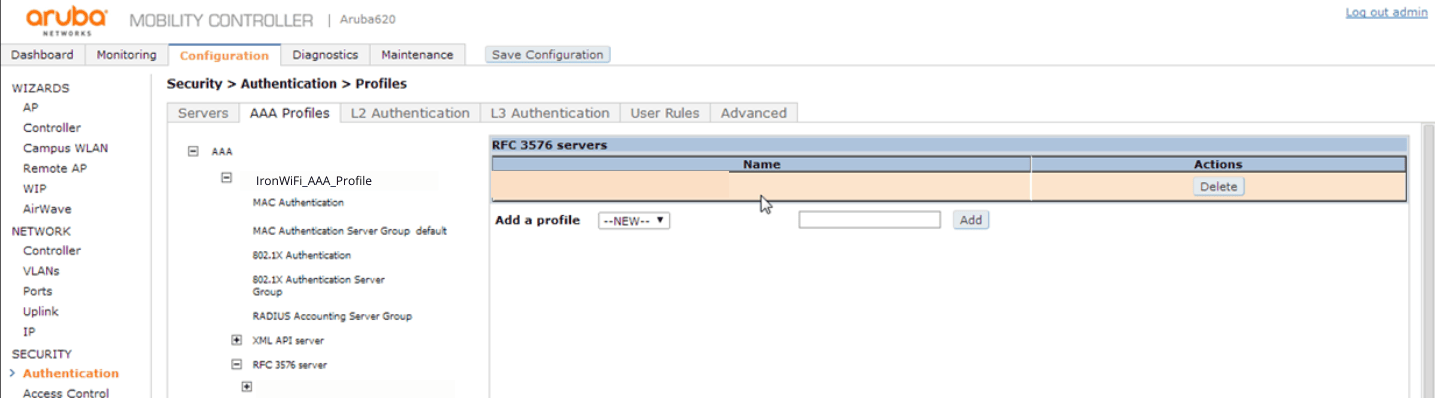 aruba NETWORKS MOBILITY CONTROLLER | Aruba620 Log out admin
Dashboard Monitoring Configuration Diagnostics Maintenance Save Configuration
WIZARDS
AP
Controller
Campus WLAN
Remote AP
WIP
AirWave
NETWORK
Controller
VLANs
Ports
Uplink
IP
SECURITY
> Authentication
Access Control
Security > Authentication > Profiles
Servers AAA Profiles L2 Authentication L3 Authentication User Rules Advanced
AAA
IronWiFi_AAA_Profile
MAC Authentication
MAC Authentication Server Group default
802.1X Authentication
802.1X Authentication Server
Group
RADIUS Accounting Server Group
XML API server
RFC 3576 server
RFC 3576 servers
Name Actions
Delete
Add a profile --NEW-- Add